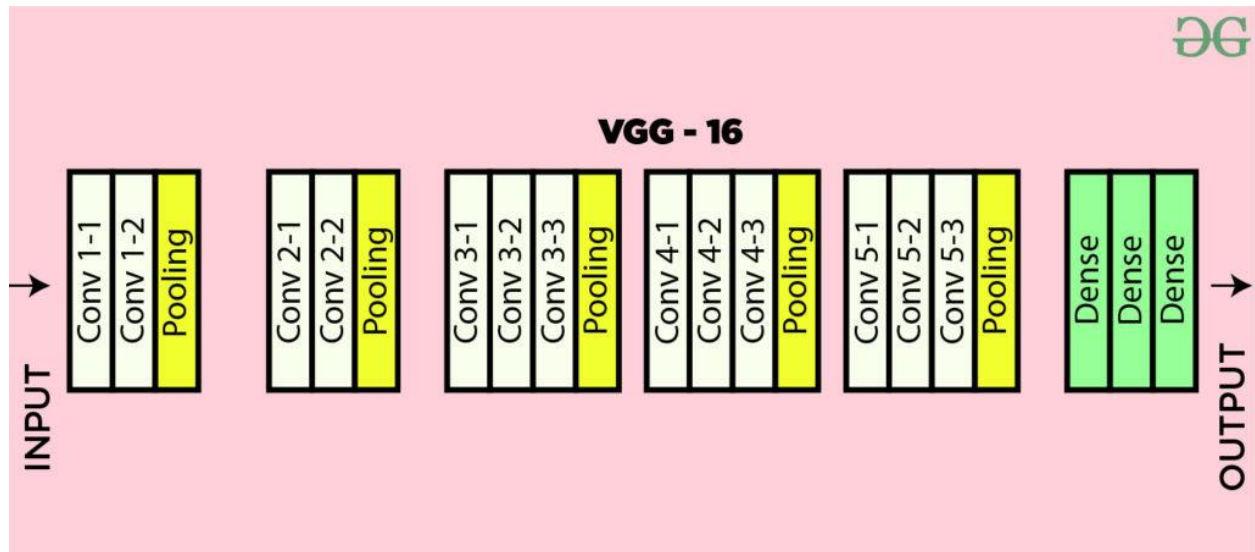 VGG - 16
INPUT
Conv 1-1
Conv 1-2
Pooling
Conv 2-1
Conv 2-2
Pooling
Conv 3-1
Conv 3-2
Conv 3-3
Pooling
Conv 4-1
Conv 4-2
Conv 4-3
Pooling
Conv 5-1
Conv 5-2
Conv 5-3
Pooling
Dense
Dense
Dense
OUTPUT